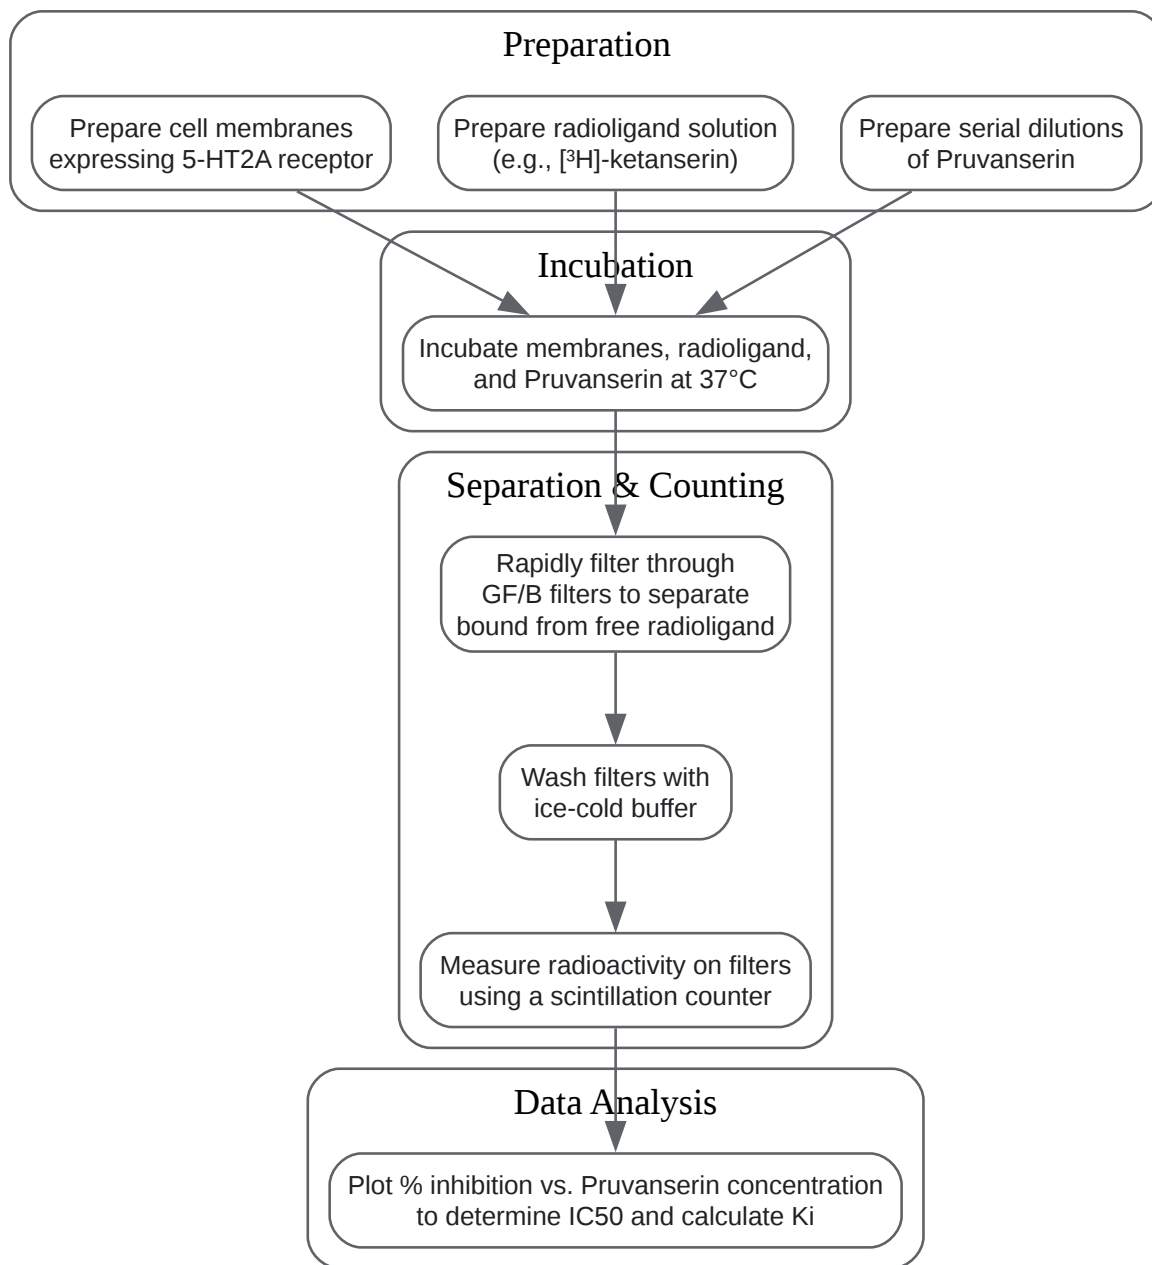 Preparation
Prepare cell membranes
expressing 5-HT2A receptor
Prepare radioligand solution
(e.g., [³H]-ketanserin)
Prepare serial dilutions
of Pruvanserin
Incubation
Incubate membranes, radioligand,
and Pruvanserin at 37°C
Separation & Counting
Rapidly filter through
GF/B filters to separate
bound from free radioligand
Wash filters with
ice-cold buffer
Measure radioactivity on filters
using a scintillation counter
Data Analysis
Plot % inhibition vs. Pruvanserin concentration
to determine IC50 and calculate Ki